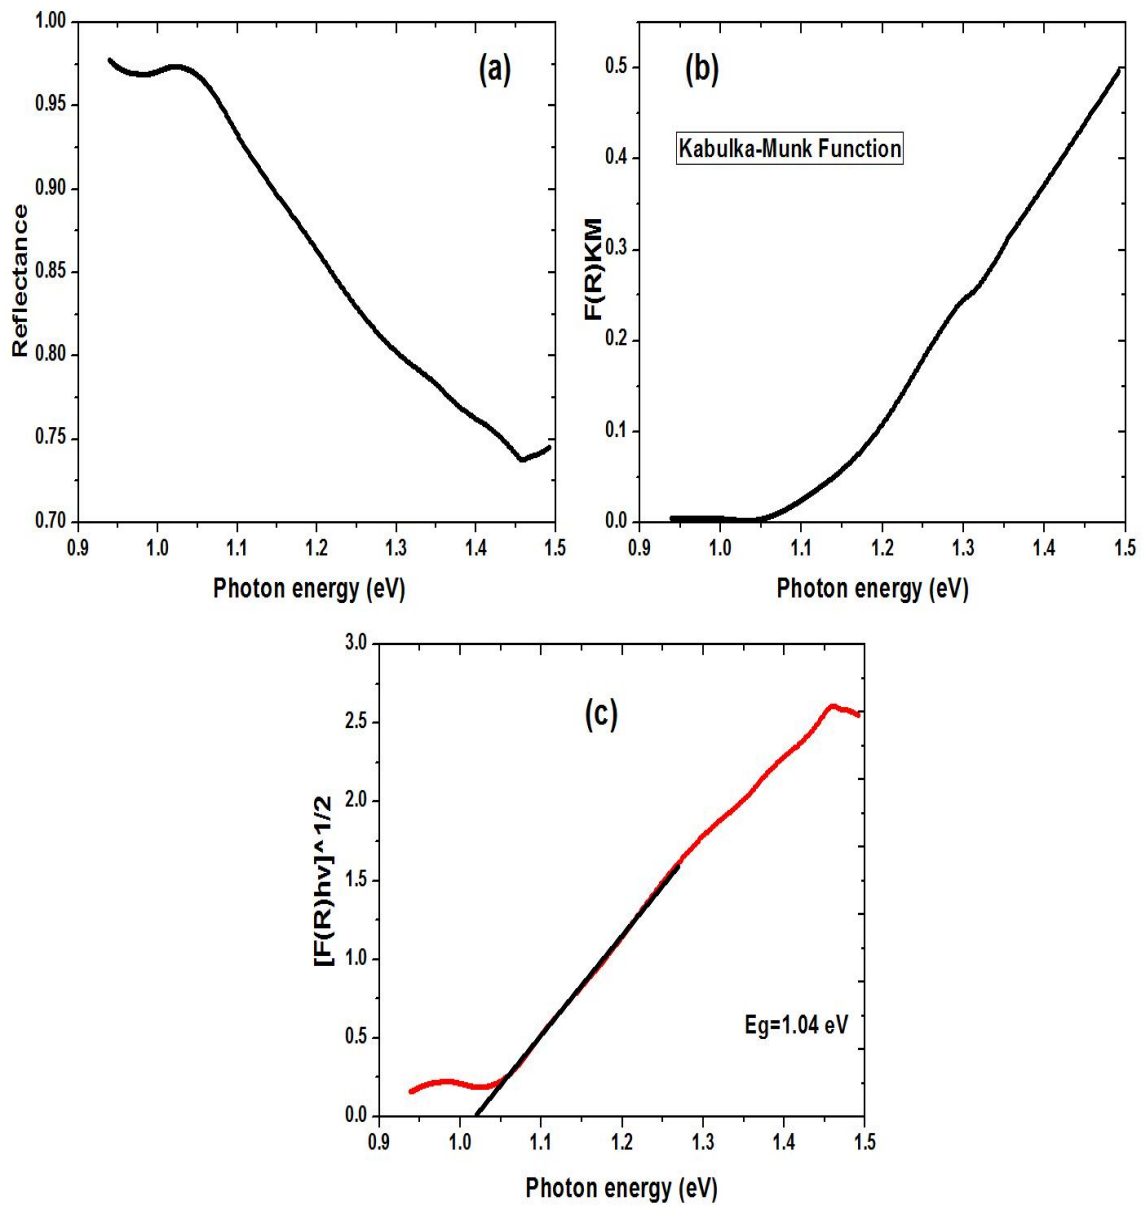 (a)
1.00
0.95
0.90
0.85
0.80
0.75
0.70
Reflectance
0.9 1.0 1.1 1.2 1.3 1.4 1.5
Photon energy (eV)
(b)
Kabulka-Munk Function
0.5
0.4
0.3
0.2
0.1
0.0
F(R)KM
0.9 1.0 1.1 1.2 1.3 1.4 1.5
Photon energy (eV)
(c)
3.0
2.5
2.0
1.5
1.0
0.5
0.0
[F(R)hv]^1/2
Eg=1.04 eV
0.9 1.0 1.1 1.2 1.3 1.4 1.5
Photon energy (eV)